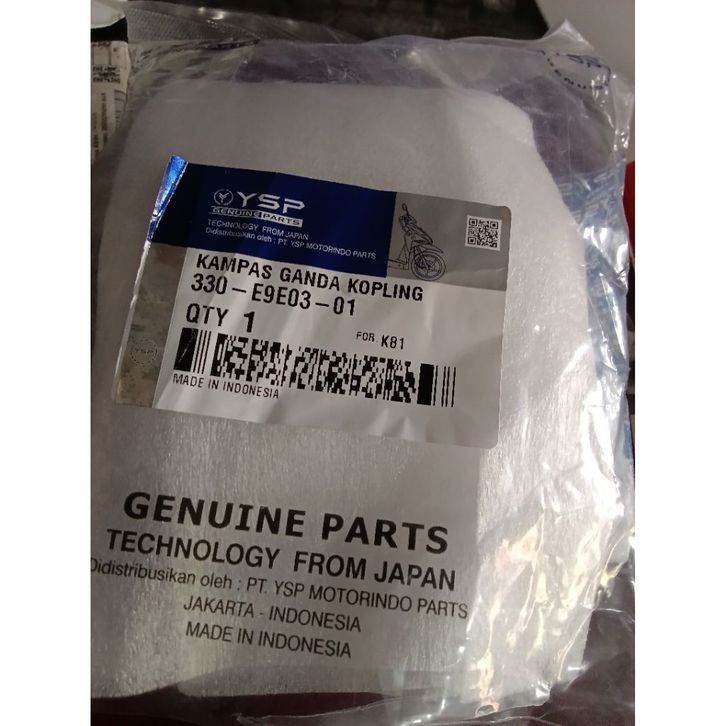 YSP
GENUINE PARTS
TECHNOLOGY FROM JAPAN
Didistribusikan oleh : PT. YSP MOTORINDO PARTS
KAMPAS GANDA KOPLING
330-E9E03-01
QTY 1
FOR K81
YSP
MADE IN INDONESIA
GENUINE PARTS
TECHNOLOGY FROM JAPAN
Didistribusikan oleh : PT. YSP MOTORINDO PARTS
JAKARTA - INDONESIA
MADE IN INDONESIA